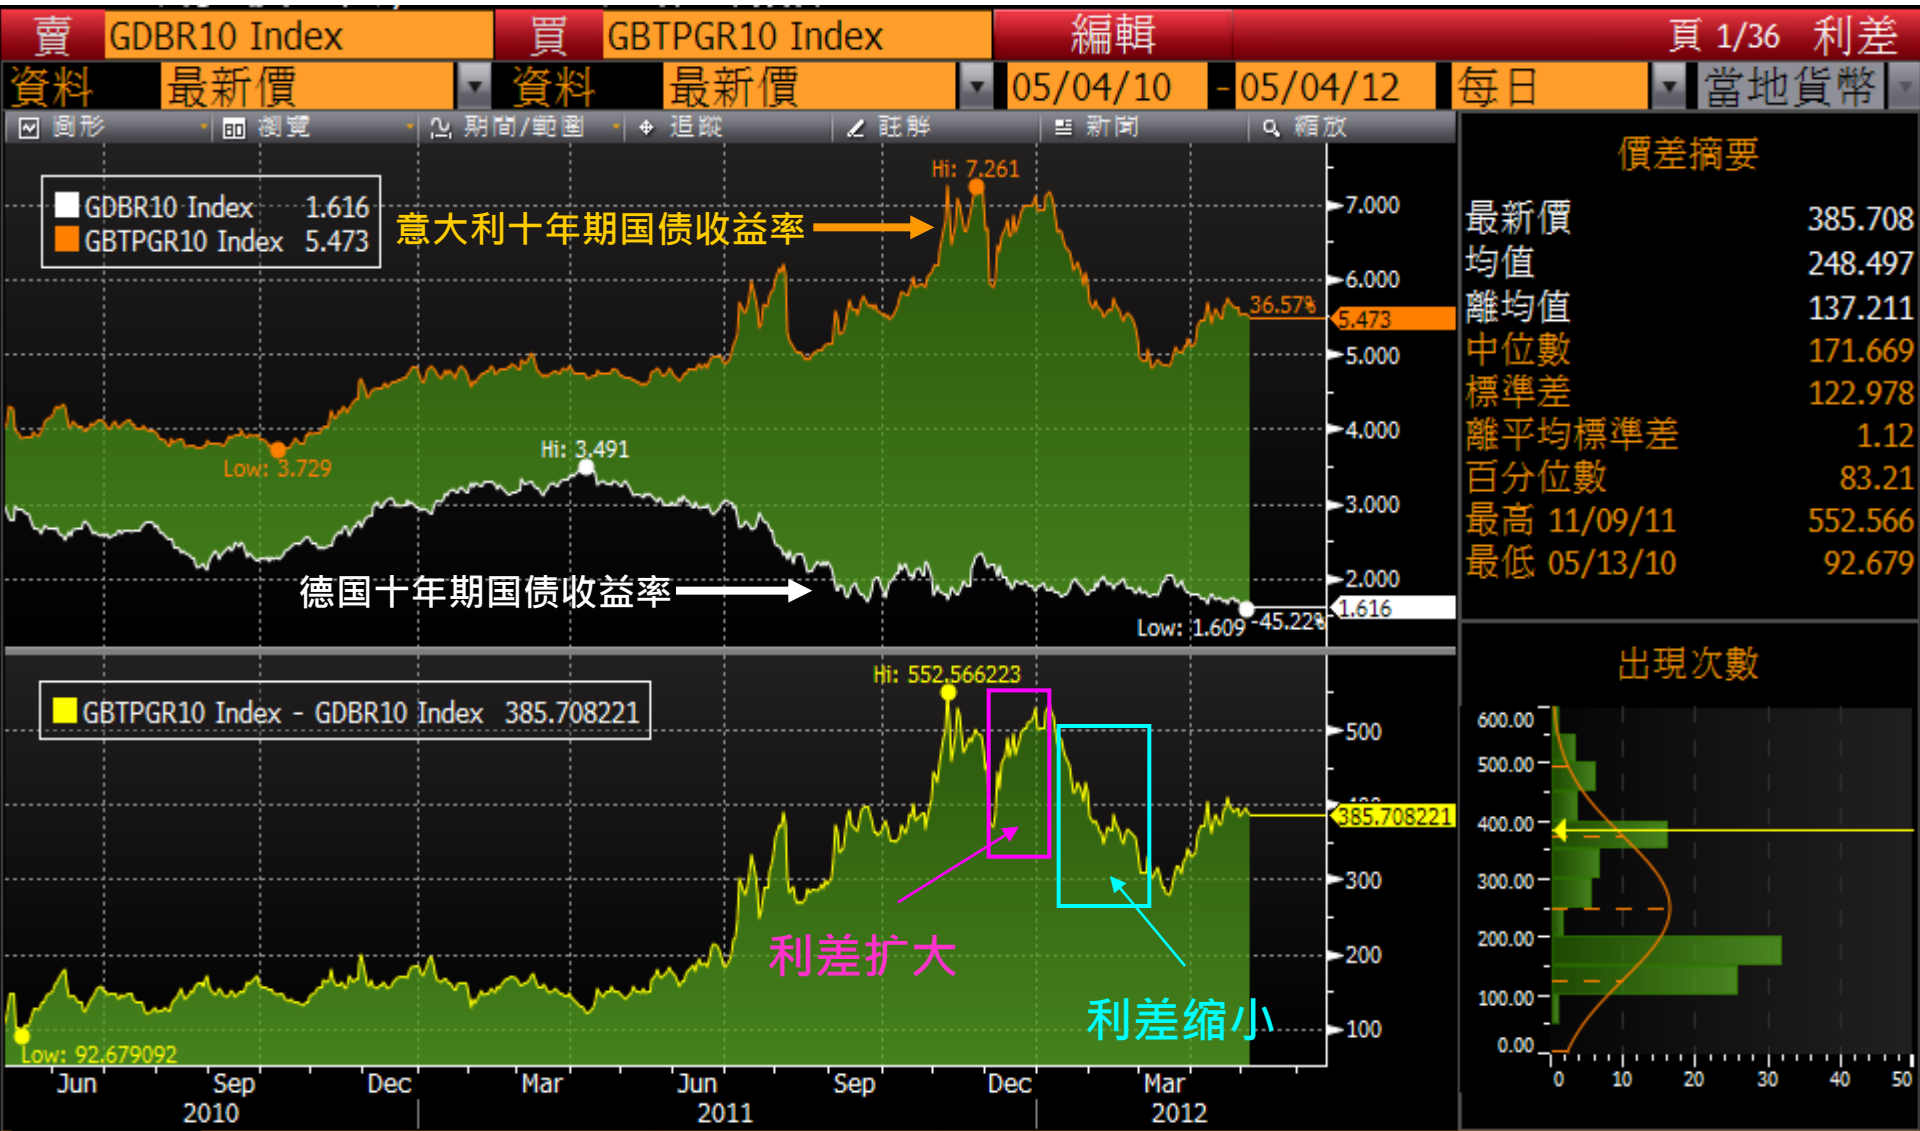 賣 GDBR10 Index 買 GBTPGR10 Index 編輯 頁 1/36 利差
資料 最新價 資料 最新價 05/04/10 - 05/04/12 每日 當地貨幣
圖形 瀏覽 期間/範圍 追蹤 註解 新聞 縮放
GDBR10 Index 1.616
GBTPGR10 Index 5.473
意大利十年期国债收益率
Hi: 7.261
7.000
6.000
36.57%
5.473
5.000
4.000
Low: 3.729
Hi: 3.491
3.000
德国十年期国债收益率
2.000
1.616
Low: 1.609
-45.22%
GBTPGR10 Index - GDBR10 Index 385.708221
Hi: 552.566223
500
385.708221
300
利差扩大
200
利差缩小
100
Low: 92.679092
Jun Sep Dec Mar Jun Sep Dec Mar
2010 2011 2012
價差摘要
最新價 385.708
均值 248.497
離均值 137.211
中位數 171.669
標準差 122.978
離平均標準差 1.12
百分位數 83.21
最高 11/09/11 552.566
最低 05/13/10 92.679
出現次數
600.00
500.00
400.00
300.00
200.00
100.00
0.00
0 10 20 30 40 50